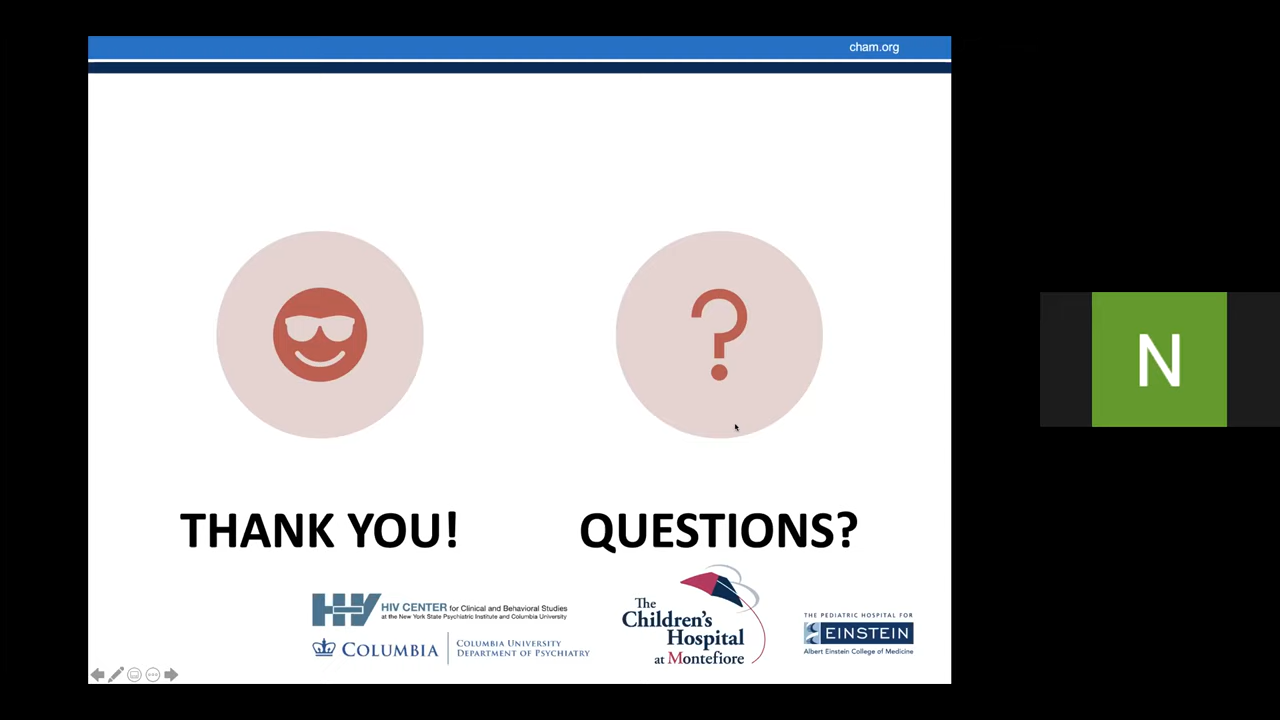 cham.org
?
N
THANK YOU!
QUESTIONS?
HIV
HIV CENTER for Clinical and Behavioral Studies
at the New York State Psychiatric Institute and Columbia University
COLUMBIA
COLUMBIA UNIVERSITY
DEPARTMENT OF PSYCHIATRY
The
Children's
Hospital
at Montefiore
THE PEDIATRIC HOSPITAL FOR
EINSTEIN
Albert Einstein College of Medicine